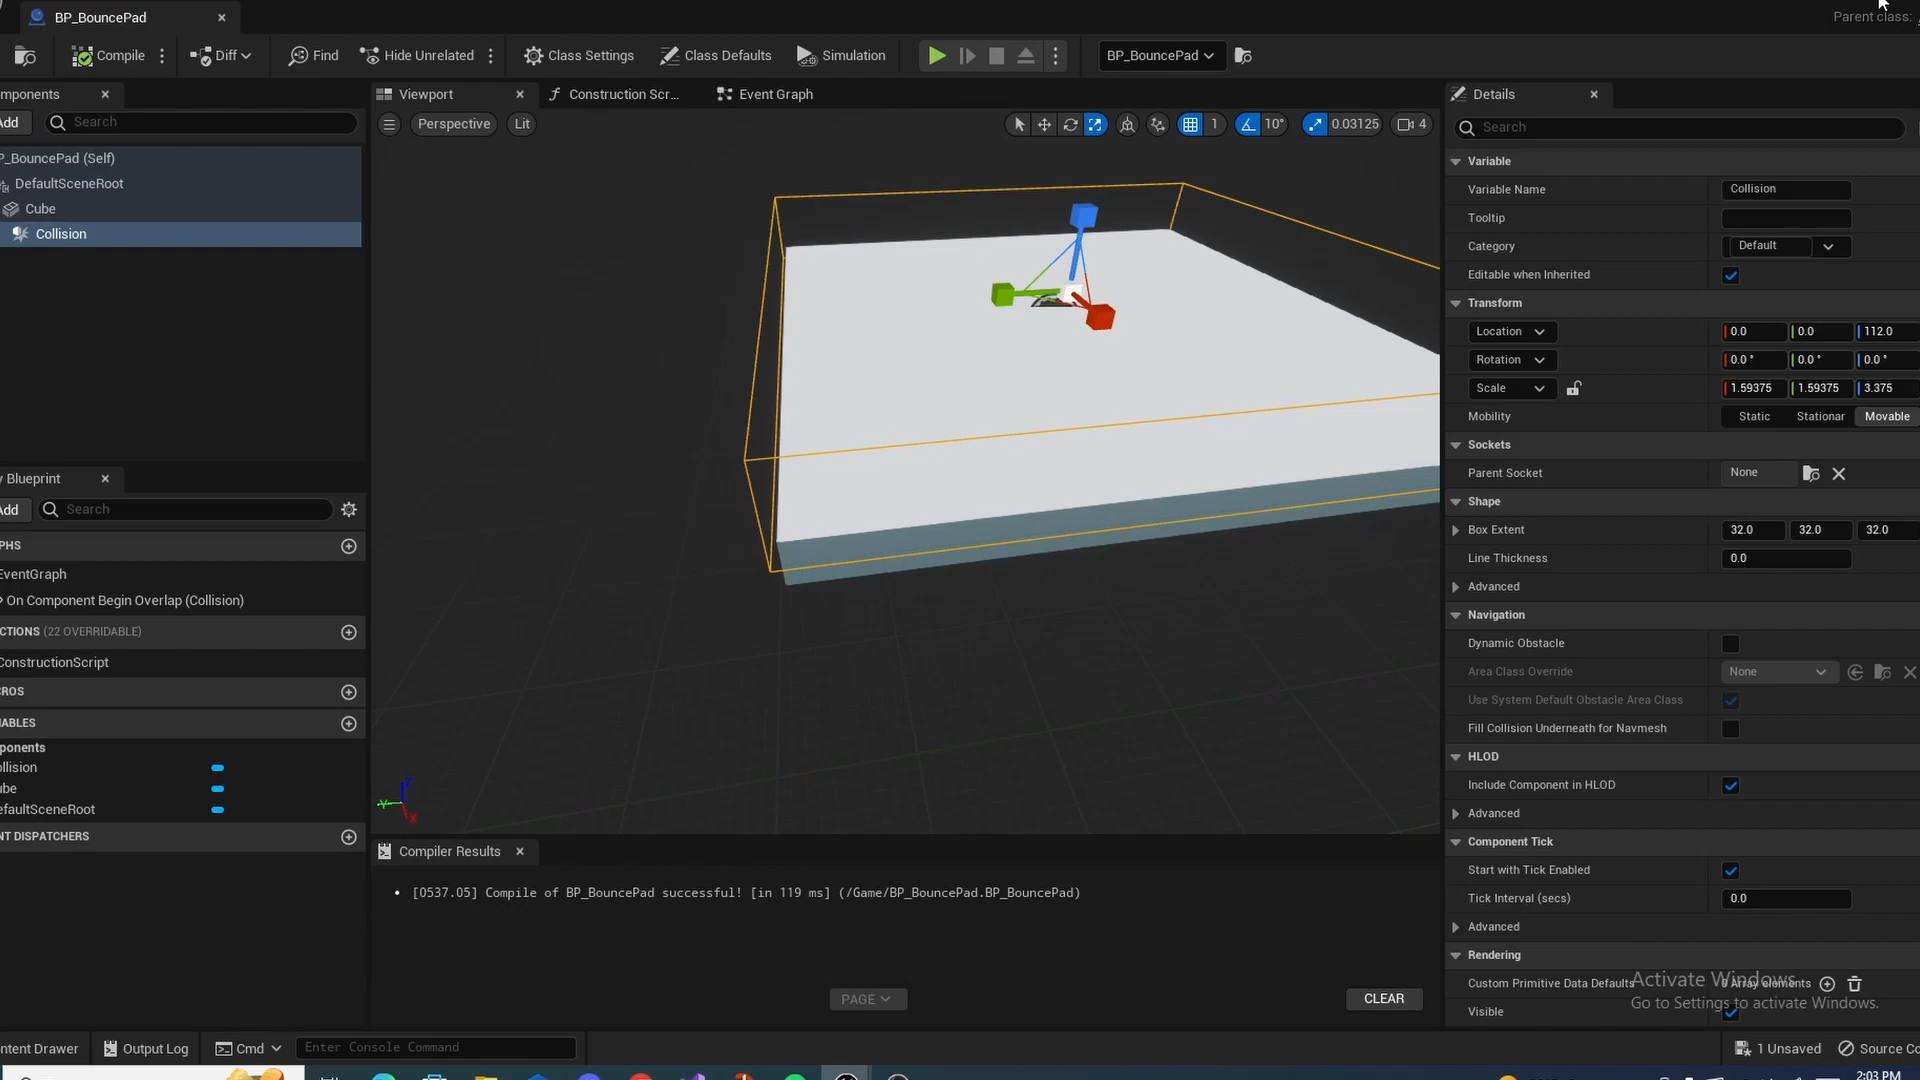 BP_BouncePad
Parent class:
Compile
Diff
Find
Hide Unrelated
Class Settings
Class Defaults
Simulation
BP_BouncePad
mponents
Viewport
Construction Scr...
Event Graph
Details
Add
Search
Perspective
Lit
1
10°
0.03125
4
Search
P_BouncePad (Self)
DefaultSceneRoot
Cube
Collision
Variable
Variable Name
Collision
Tooltip
Category
Default
Editable when Inherited
Transform
Location
0.0
0.0
112.0
Rotation
0.0 °
0.0 °
0.0 °
Scale
1.59375
1.59375
3.375
Mobility
Static
Stationar
Movable
Sockets
Parent Socket
None
Shape
Box Extent
32.0
32.0
32.0
Line Thickness
0.0
Advanced
Navigation
Dynamic Obstacle
Area Class Override
None
Use System Default Obstacle Area Class
Fill Collision Underneath for Navmesh
HLOD
Include Component in HLOD
Advanced
Component Tick
Start with Tick Enabled
Tick Interval (secs)
0.0
Advanced
Rendering
Custom Primitive Data Defaults
0 Array elements
Visible
Activate Windows
Go to Settings to activate Windows.
y Blueprint
Add
Search
PHS
EventGraph
On Component Begin Overlap (Collision)
CTIONS (22 OVERRIDABLE)
ConstructionScript
ROS
IABLES
ponents
ollision
ube
efaultSceneRoot
NT DISPATCHERS
Z
Y
X
Compiler Results
• [0537.05] Compile of BP_BouncePad successful! [in 119 ms] (/Game/BP_BouncePad.BP_BouncePad)
PAGE
CLEAR
ntent Drawer
Output Log
Cmd
Enter Console Command
1 Unsaved
Source Co
2:03 PM